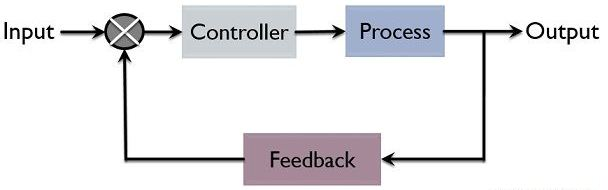 Input
Controller
Process
Output
Feedback